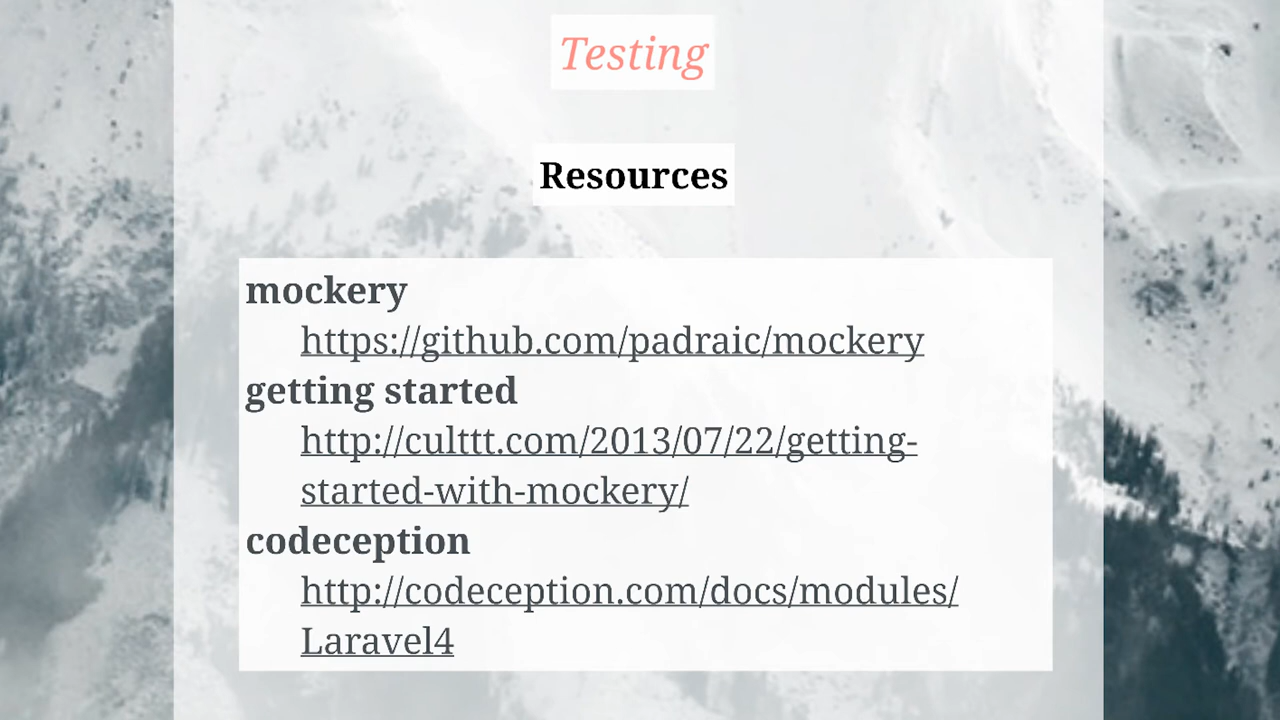 Testing
Resources
mockery
https://github.com/padraic/mockery
getting started
http://culttt.com/2013/07/22/getting-
started-with-mockery/
codeception
http://codeception.com/docs/modules/
Laravel4